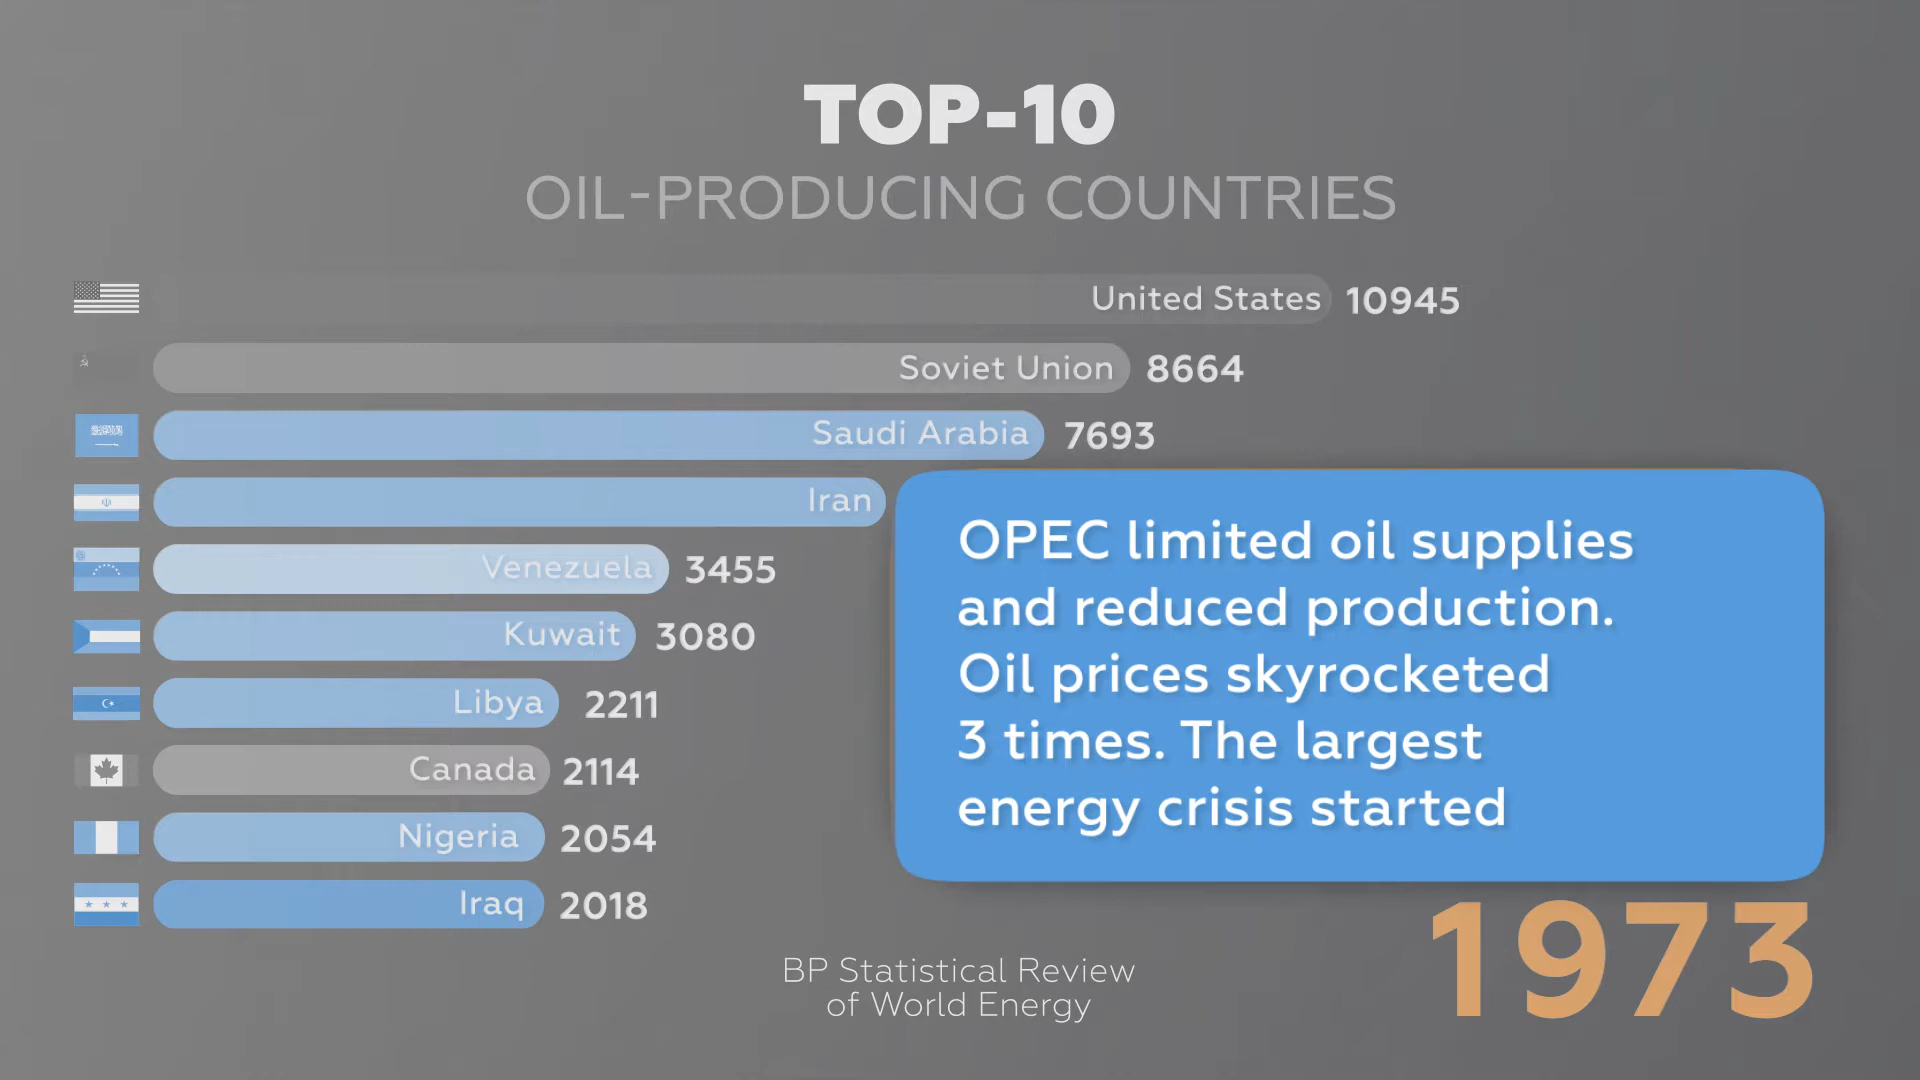 TOP-10
OIL-PRODUCING COUNTRIES
United States 10945
Soviet Union 8664
Saudi Arabia 7693
Iran
Venezuela 3455
Kuwait 3080
Libya 2211
Canada 2114
Nigeria 2054
Iraq 2018
OPEC limited oil supplies
and reduced production.
Oil prices skyrocketed
3 times. The largest
energy crisis started
1973
BP Statistical Review
of World Energy